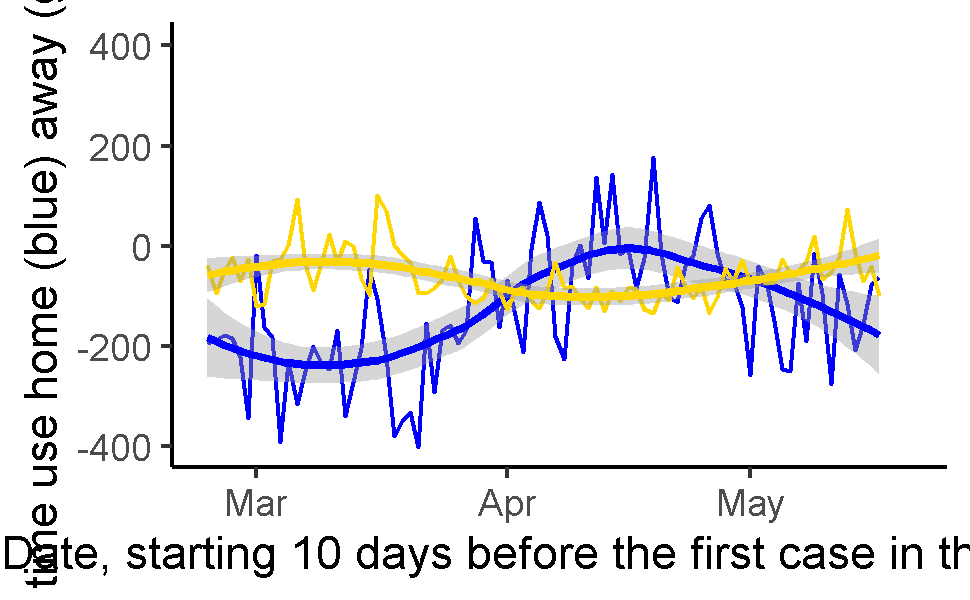 time use home (blue) away (
400
200
0
-200
-400
Mar Apr May
Date, starting 10 days before the first case in th